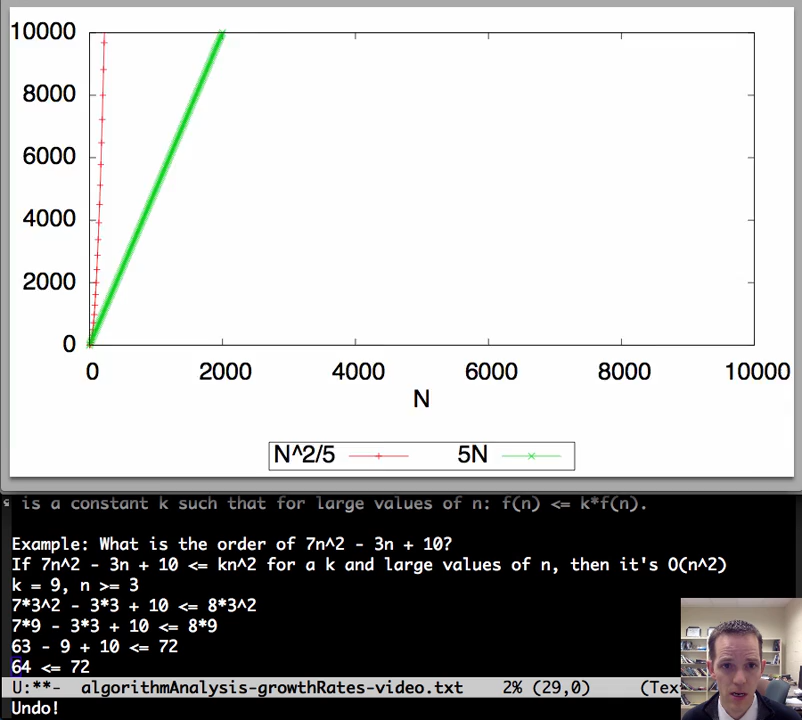 10000
8000
6000
4000
2000
0
0 2000 4000 6000 8000 10000
N
N^2/5 5N
is a constant k such that for large values of n: f(n) <= k*f(n).
Example: What is the order of 7n^2 - 3n + 10?
If 7n^2 - 3n + 10 <= kn^2 for a k and large values of n, then it's O(n^2)
k = 9, n >= 3
7*3^2 - 3*3 + 10 <= 8*3^2
7*9 - 3*3 + 10 <= 8*9
63 - 9 + 10 <= 72
64 <= 72
U:**- algorithmAnalysis-growthRates-video.txt 2% (29,0) (Tex
Undo!